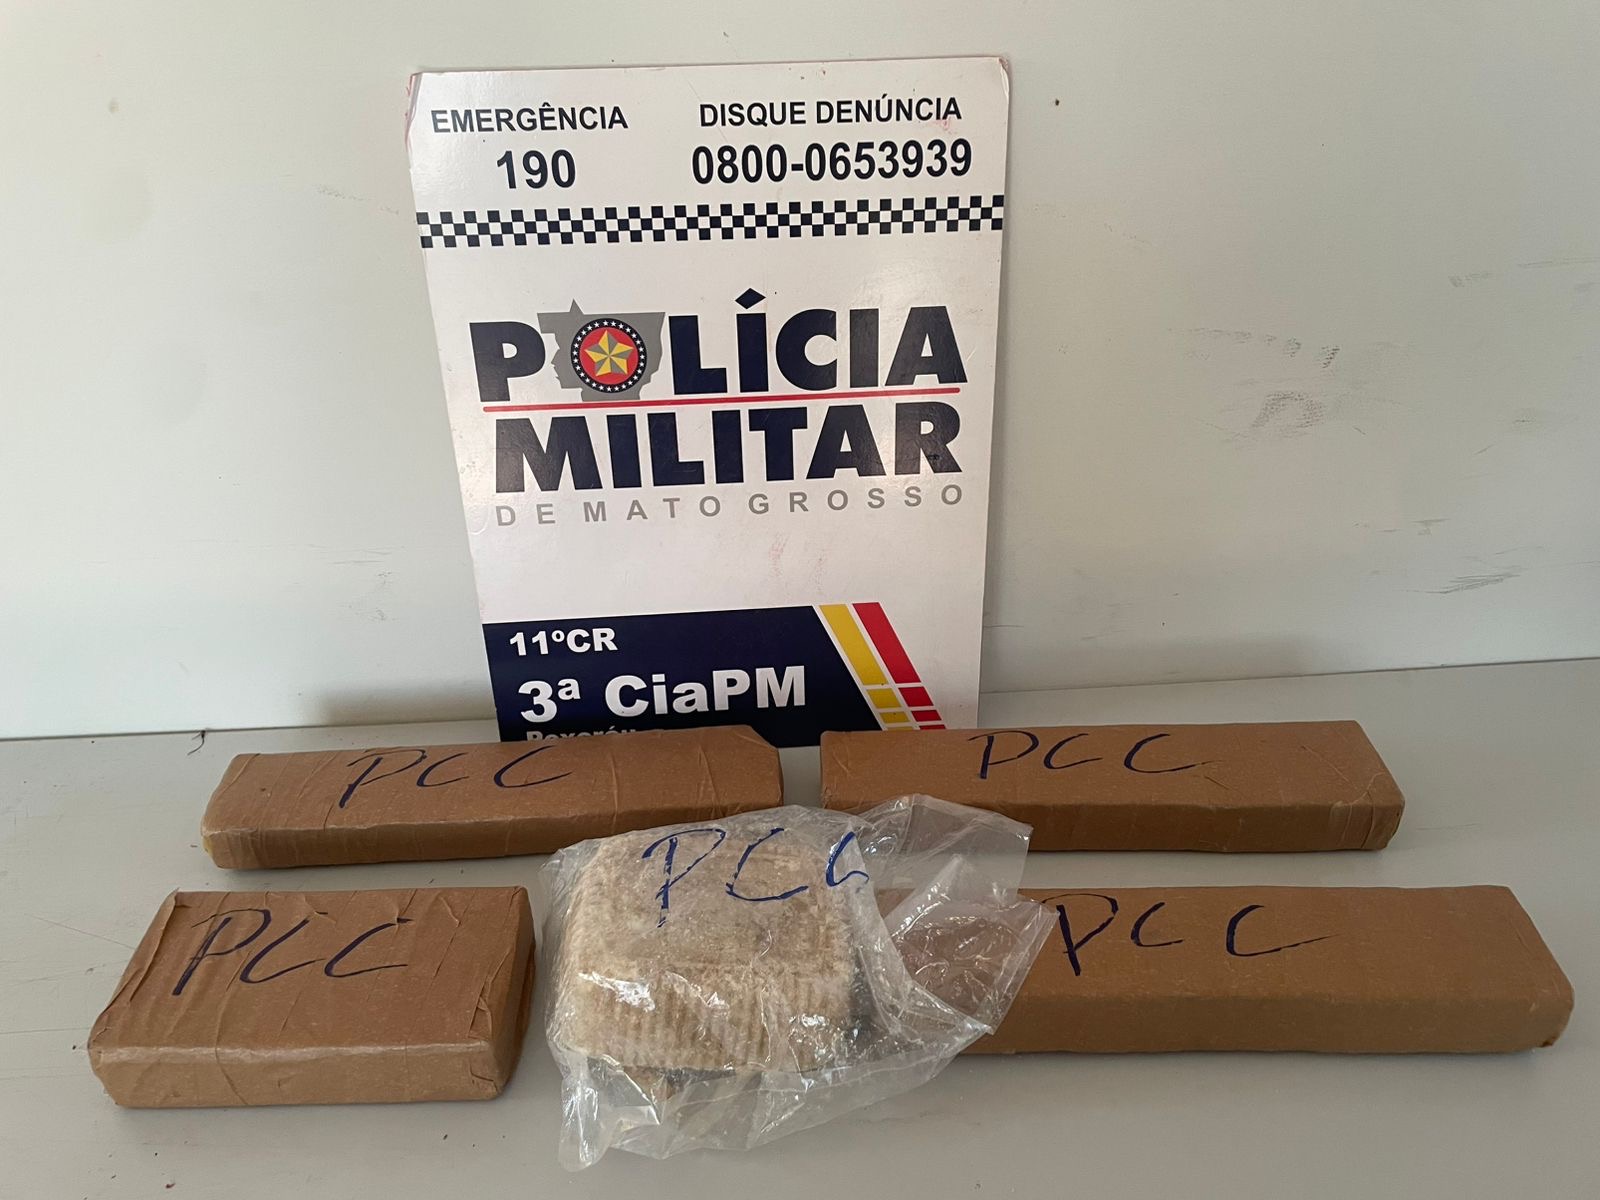 EMERGÊNCIA
190
DISQUE DENÚNCIA
0800-0653939
POLÍCIA
MILITAR
DE MATO GROSSO
11ºCR
3ª CiaPM
PCC
PCC
PCC
PCC
PCC